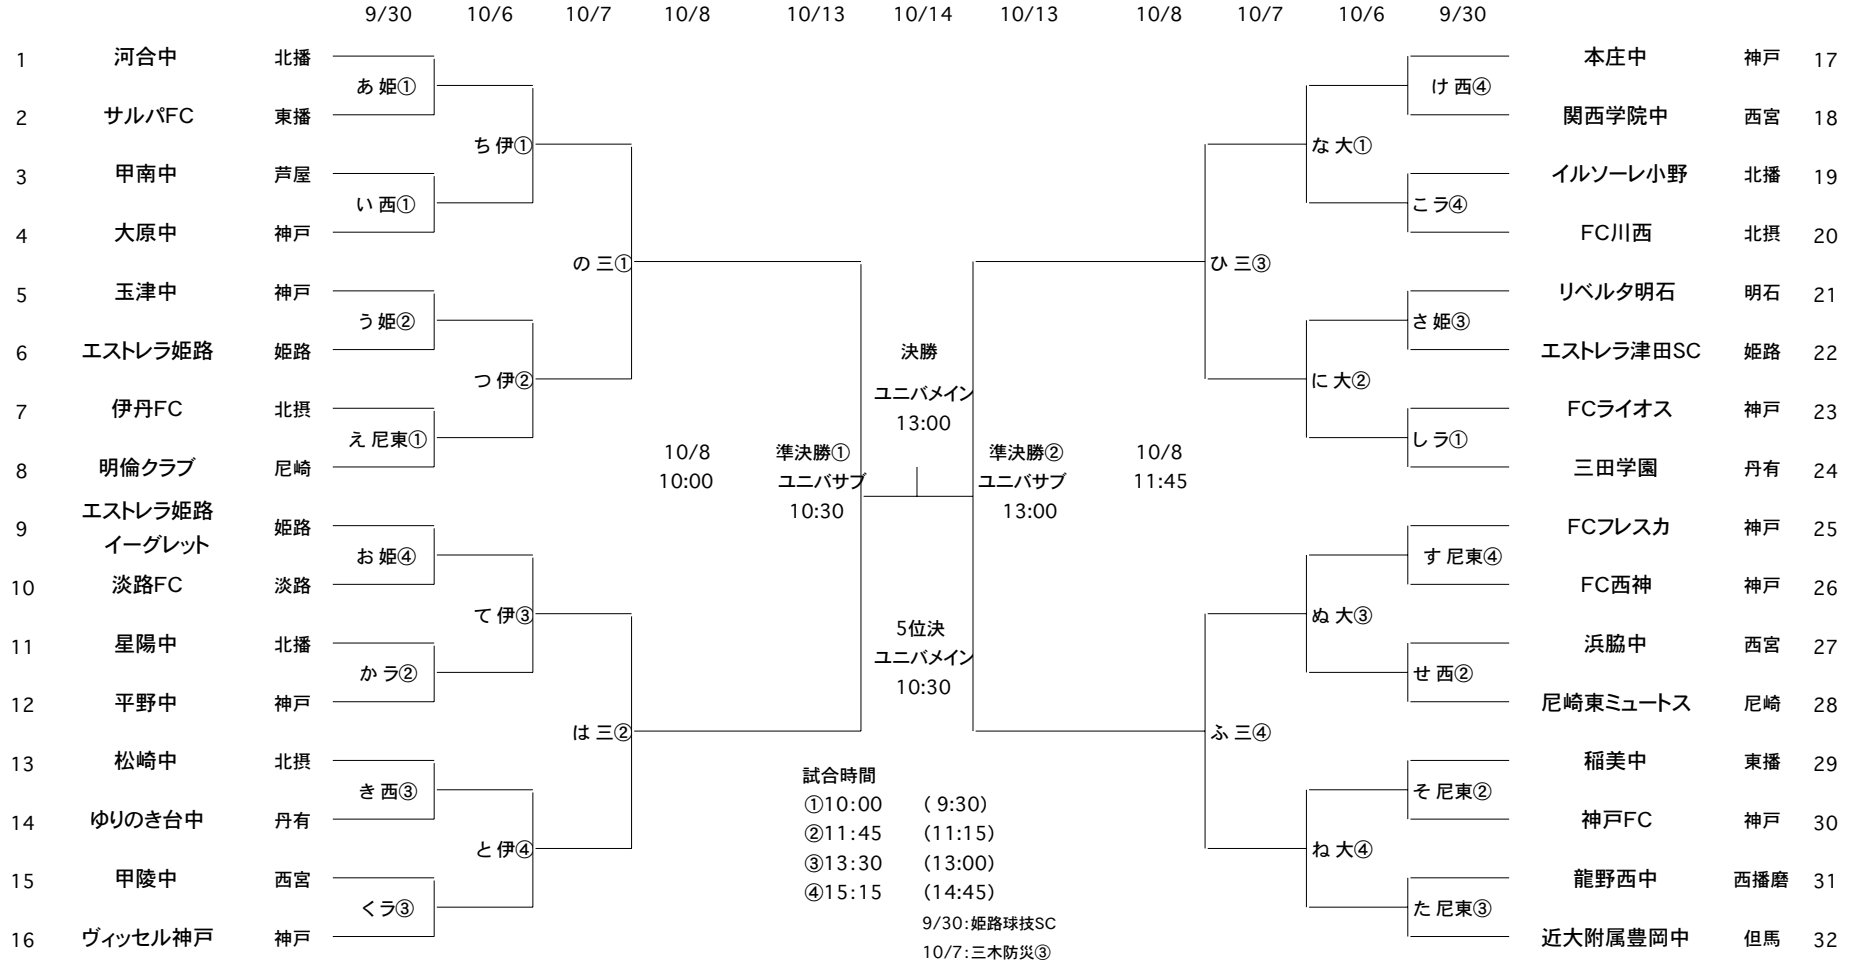 9/30 10/6 10/7 10/8 10/13 10/14 10/13 10/8 10/7 10/6 9/30
1 河合中 北播 本庄中 神戸 17
あ 姫① け 西④
2 サルパFC 東播 関西学院中 西宮 18
ち 伊① な 大①
3 甲南中 芦屋 イルソーレ小野 北播 19
い 西① こ ラ④
4 大原中 神戸 FC川西 北摂 20
の 三① ひ 三③
5 玉津中 神戸 リベルタ明石 明石 21
う 姫② さ 姫③
6 エストレラ姫路 姫路 決勝 エストレラ津田SC 姫路 22
つ 伊② に 大②
ユニバメイン
7 伊丹FC 北摂 FCライオス 神戸 23
13:00
え 尼東① し ラ①
10/8 準決勝① 準決勝② 10/8
8 明倫クラブ 尼崎 三田学園 丹有 24
10:00 ユニバサブ ユニバサブ 11:45
10:30 13:00
エストレラ姫路
9 姫路 FCフレスカ 神戸 25
イーグレット
お 姫④ す 尼東④
10 淡路FC 淡路 FC西神 神戸 26
て 伊③ ぬ 大③
5位決
11 星陽中 北播 浜脇中 西宮 27
ユニバメイン
か ラ② せ 西②
10:30
12 平野中 神戸 尼崎東ミュートス 尼崎 28
は 三② ふ 三④
13 松崎中 北摂 稲美中 東播 29
試合時間
き 西③ そ 尼東②
①10:00 ( 9:30)
14 ゆりのき台中 丹有 神戸FC 神戸 30
②11:45 (11:15)
と 伊④ ね 大④
③13:30 (13:00)
15 甲陵中 西宮 龍野西中 西播磨 31
④15:15 (14:45)
く ラ③ た 尼東③
9/30:姫路球技SC
16 ヴィッセル神戸 神戸 近大附属豊岡中 但馬 32
10/7:三木防災③